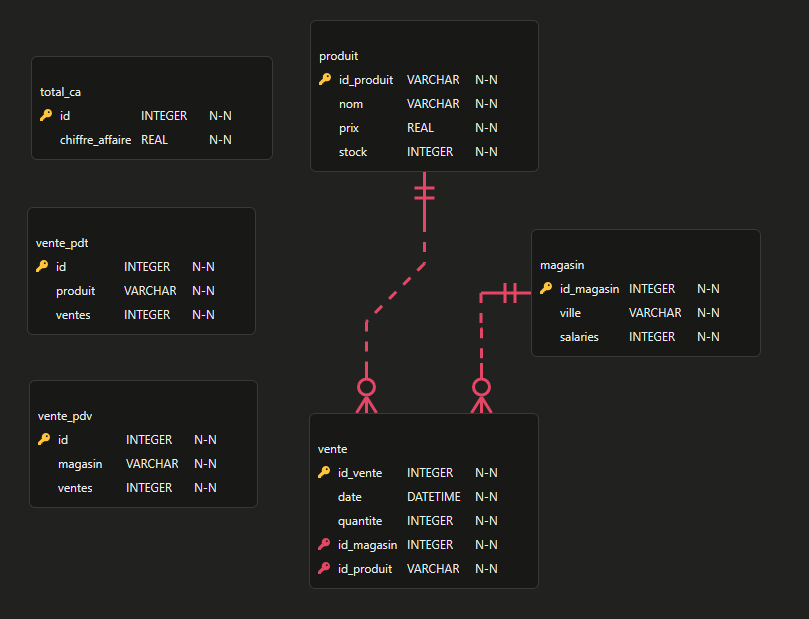 total_ca
id INTEGER N-N
chiffre_affaire REAL N-N
produit
id_produit VARCHAR N-N
nom VARCHAR N-N
prix REAL N-N
stock INTEGER N-N
vente_pdt
id INTEGER N-N
produit VARCHAR N-N
ventes INTEGER N-N
magasin
id_magasin INTEGER N-N
ville VARCHAR N-N
salaries INTEGER N-N
vente_pdv
id INTEGER N-N
magasin VARCHAR N-N
ventes INTEGER N-N
vente
id_vente INTEGER N-N
date DATETIME N-N
quantite INTEGER N-N
id_magasin INTEGER N-N
id_produit VARCHAR N-N